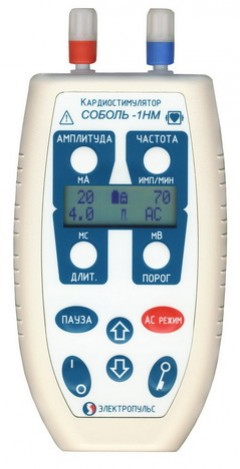 КАРДИОСТИМУЛЯТОР
СОБОЛЬ -1НМ
АМПЛИТУДА ЧАСТОТА
МА ИМП/МИН
20 70
4.0 АС
МС МВ
ДЛИТ. ПОРОГ
ПАУЗА АС РЕЖИМ
I
O
ЭЛЕКТРОПУЛЬС